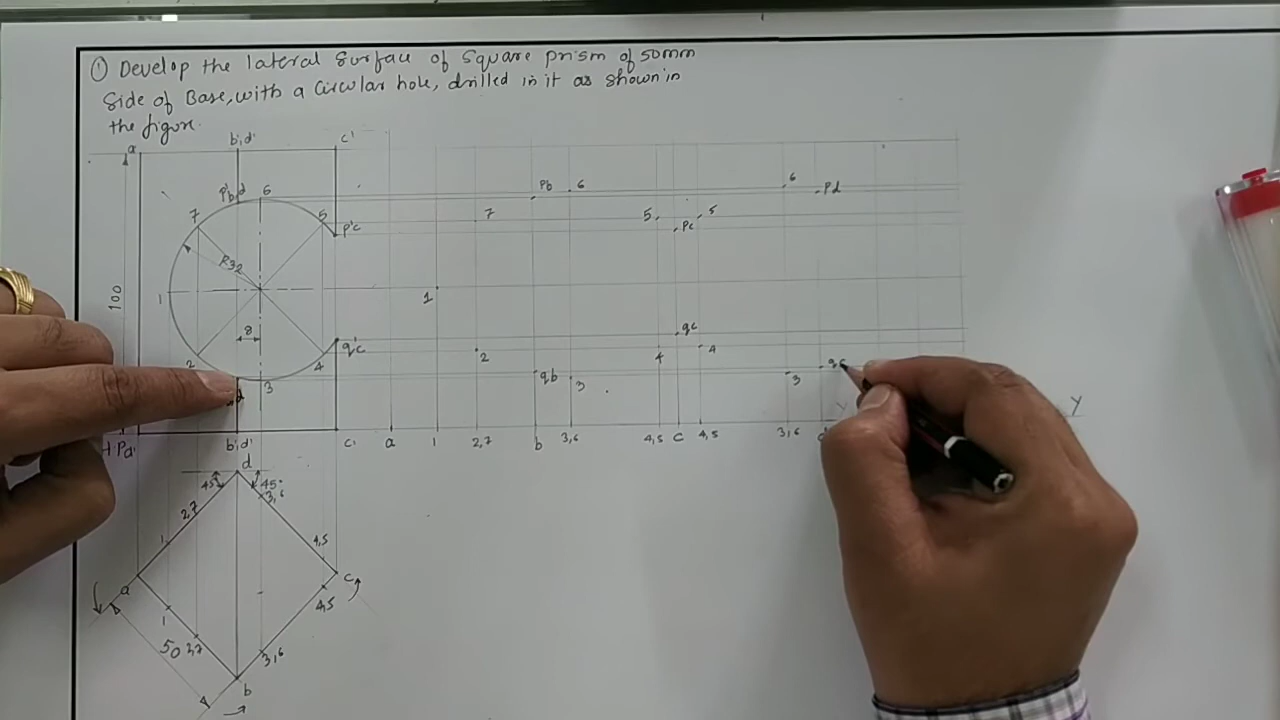 ① Develop the lateral surface of square prism of 50mm
side of Base, with a circular hole, drilled in it as shown in
the figure.
a' b',d' c'
p'b d 6
7 5 p'c
R32
1
100
8
q'c
2 3 4
HPa' b',d' c'
a 1 2,7 b 3,6 4,5 c 4,5 3,6 d
Pb 6 6 Pd
7 5 5
Pc
1
qc
2 4 4
qb 3 3
Y
d
45° 45°
3,6
2,7
1 4,5
a c
4,5
1
50 2,7 3,6
b